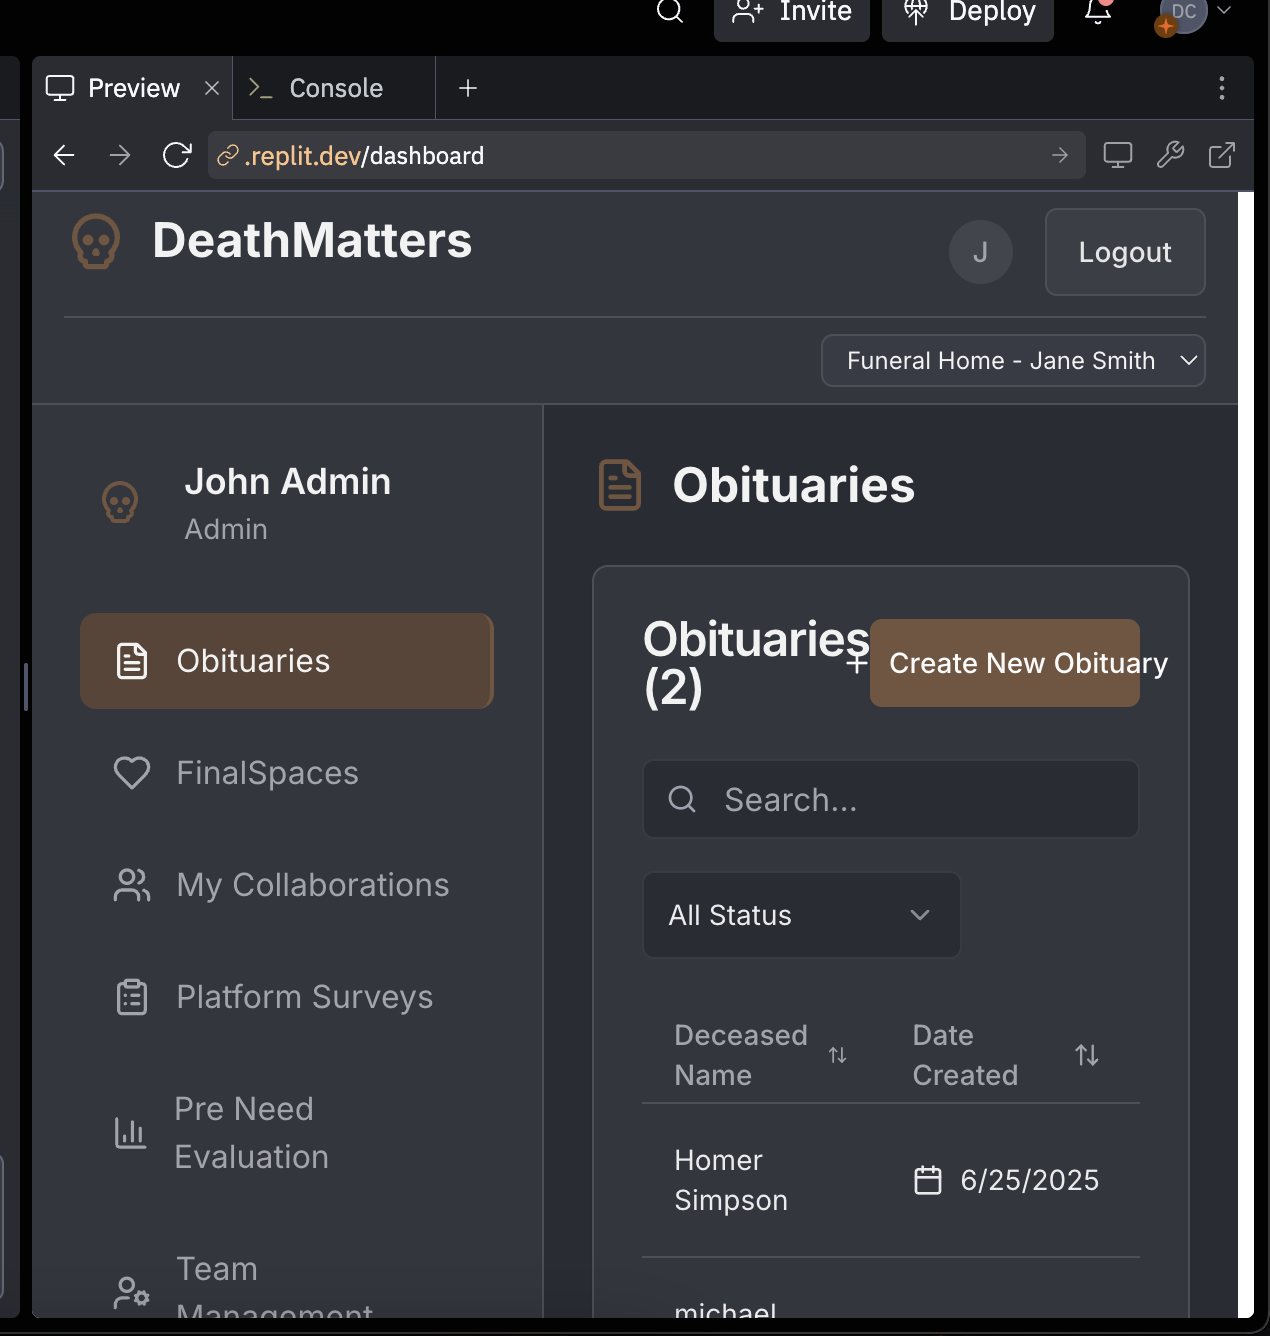 Invite
Deploy
DC
Preview
Console
.replit.dev/dashboard
DeathMatters
J
Logout
Funeral Home - Jane Smith
John Admin
Admin
Obituaries
FinalSpaces
My Collaborations
Platform Surveys
Pre Need
Evaluation
Team
Management
Obituaries
Obituaries
(2)
Create New Obituary
Search...
All Status
Deceased
Name
Date
Created
Homer
Simpson
6/25/2025
michael